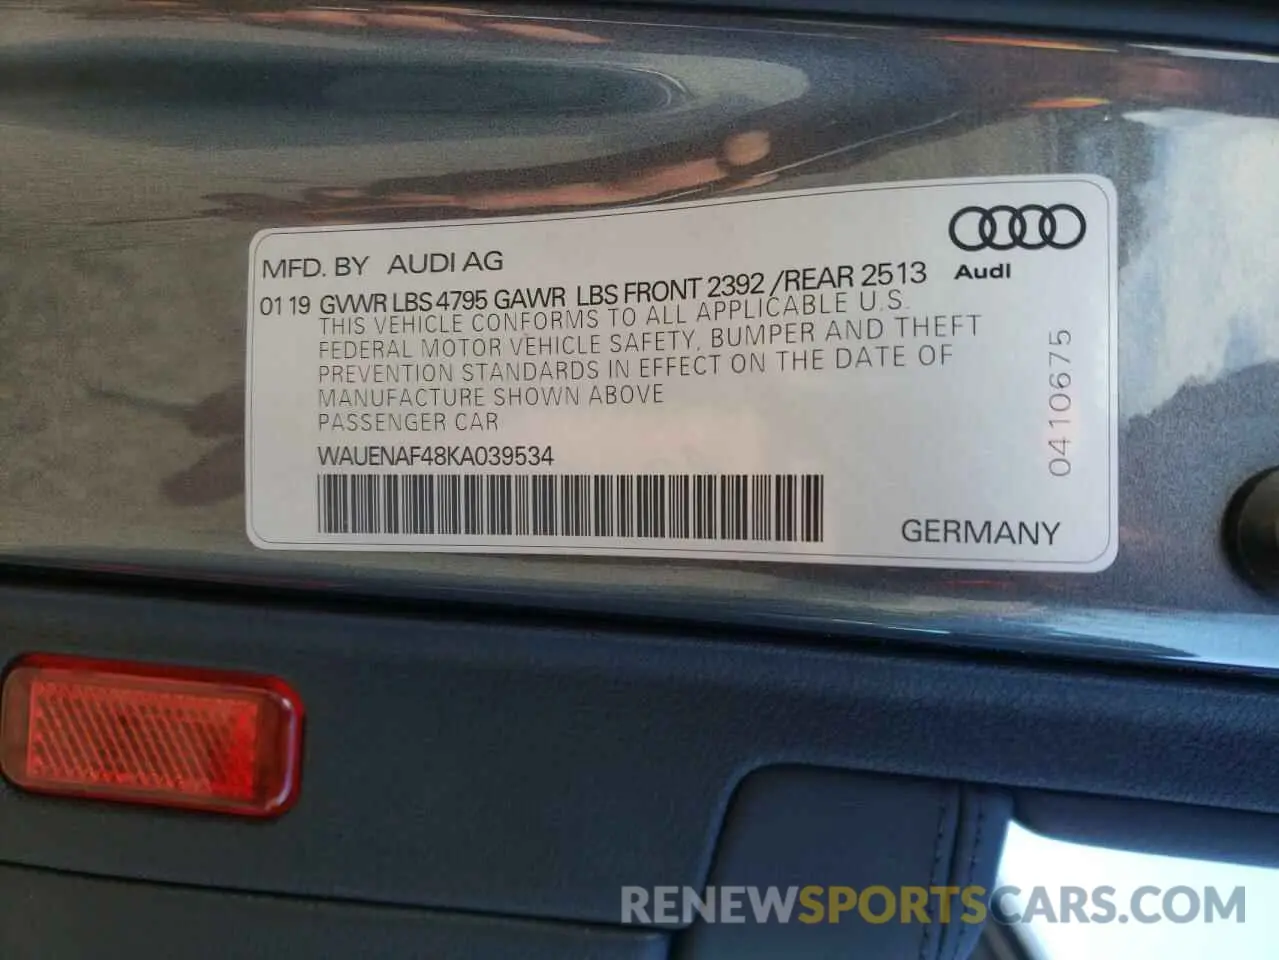 MFD. BY AUDI AG
Audi
01 19 GVWR LBS 4795 GAWR LBS FRONT 2392 /REAR 2513
THIS VEHICLE CONFORMS TO ALL APPLICABLE U.S.
FEDERAL MOTOR VEHICLE SAFETY, BUMPER AND THEFT
PREVENTION STANDARDS IN EFFECT ON THE DATE OF
MANUFACTURE SHOWN ABOVE
PASSENGER CAR
WAUENAF48KA039534
GERMANY
0410675
RENEWSPORTSCARS.COM